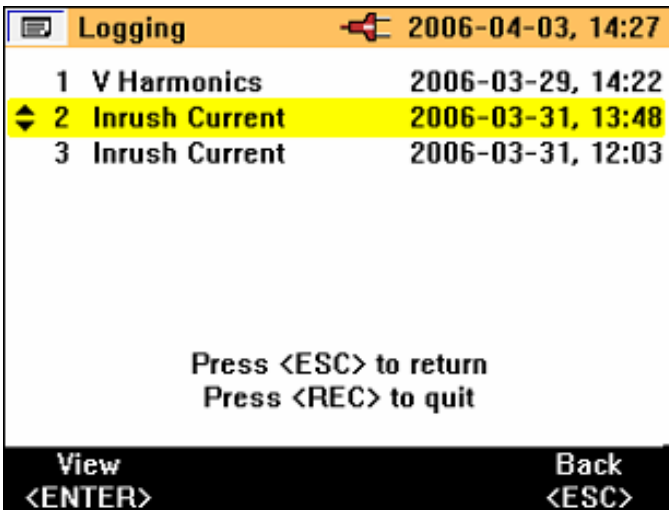 Logging 2006-04-03, 14:27
1 V Harmonics 2006-03-29, 14:22
2 Inrush Current 2006-03-31, 13:48
3 Inrush Current 2006-03-31, 12:03
Press <ESC> to return
Press <REC> to quit
View Back
<ENTER> <ESC>